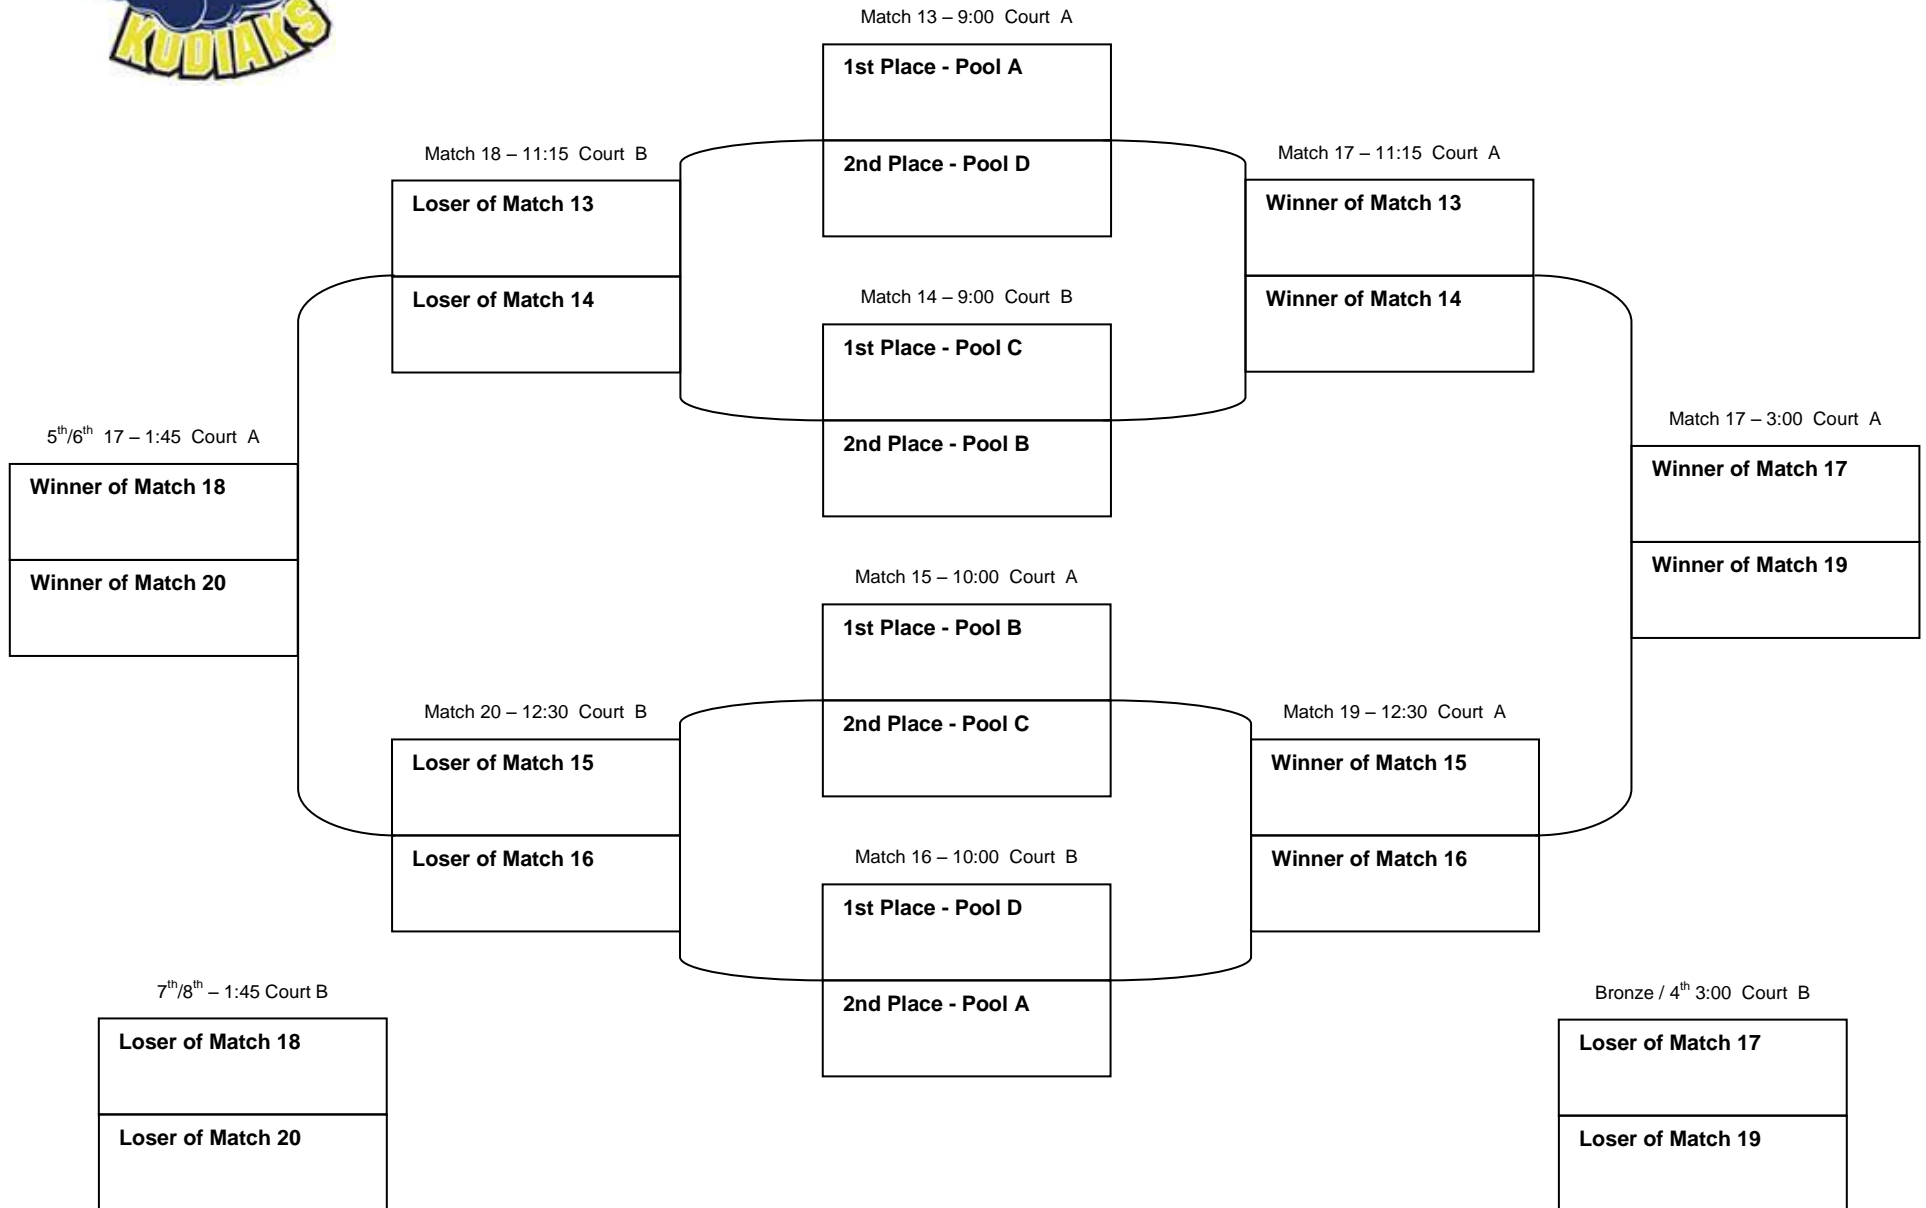 KUDIAKS
Match 13 – 9:00 Court A
1st Place - Pool A
2nd Place - Pool D
Match 18 – 11:15 Court B
Loser of Match 13
Loser of Match 14
Match 17 – 11:15 Court A
Winner of Match 13
Winner of Match 14
Match 14 – 9:00 Court B
1st Place - Pool C
2nd Place - Pool B
5th/6th 17 – 1:45 Court A
Winner of Match 18
Winner of Match 20
Match 17 – 3:00 Court A
Winner of Match 17
Winner of Match 19
Match 15 – 10:00 Court A
1st Place - Pool B
2nd Place - Pool C
Match 20 – 12:30 Court B
Loser of Match 15
Loser of Match 16
Match 19 – 12:30 Court A
Winner of Match 15
Winner of Match 16
Match 16 – 10:00 Court B
1st Place - Pool D
2nd Place - Pool A
7th/8th – 1:45 Court B
Loser of Match 18
Loser of Match 20
Bronze / 4th 3:00 Court B
Loser of Match 17
Loser of Match 19